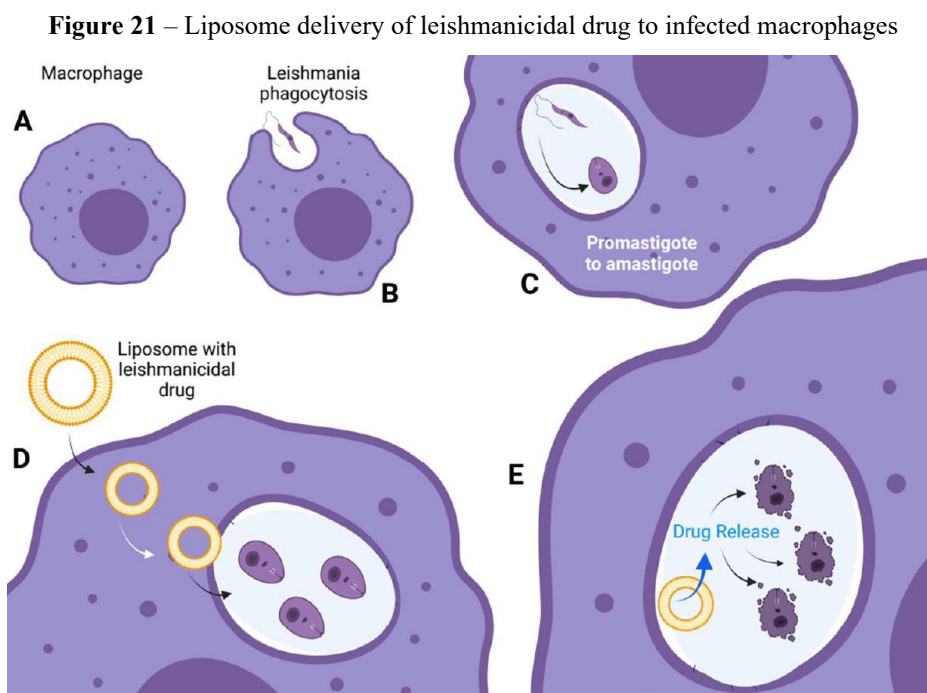 Figure 21 – Liposome delivery of leishmanicidal drug to infected macrophages
Macrophage
A
Leishmania
phagocytosis
B
Promastigote
to amastigote
C
Liposome with
leishmanicidal
drug
D
E
Drug Release